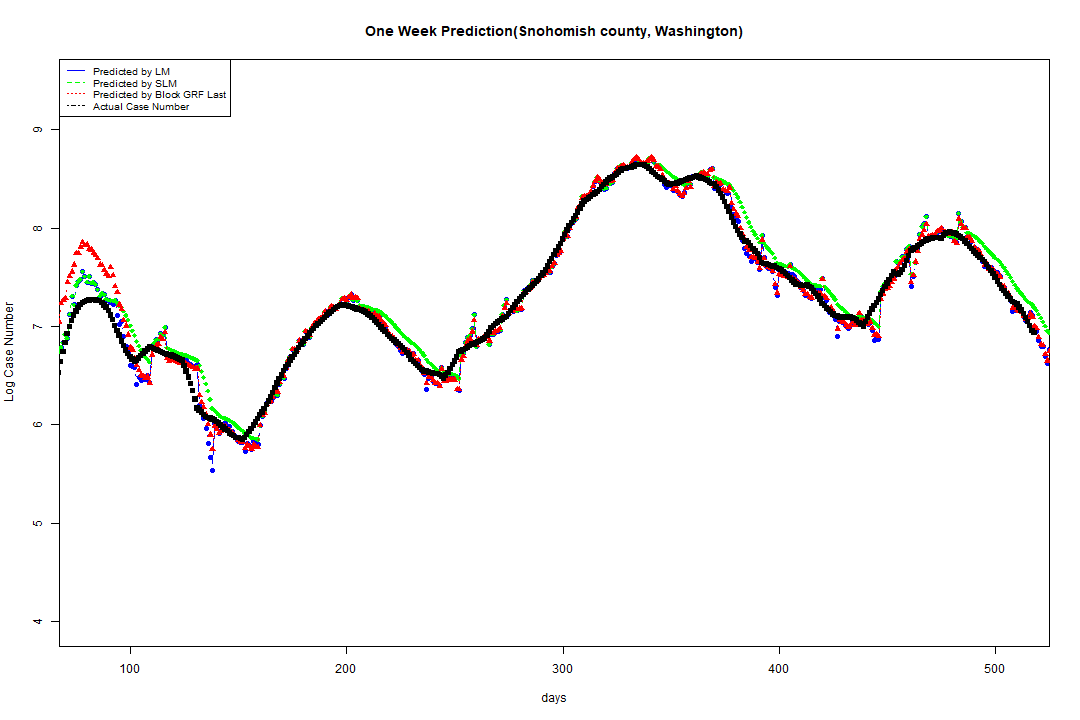 One Week Prediction(Snohomish county, Washington)
Predicted by LM
Predicted by SLM
Predicted by Block GRF Last
Actual Case Number
Log Case Number
9
8
7
6
5
4
100 200 300 400 500
days